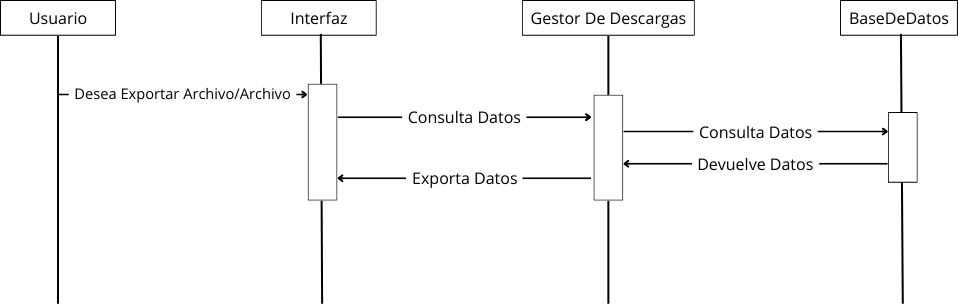 Usuario
Interfaz
Gestor De Descargas
BaseDeDatos
Desea Exportar Archivo/Archivo
Consulta Datos
Consulta Datos
Devuelve Datos
Exporta Datos